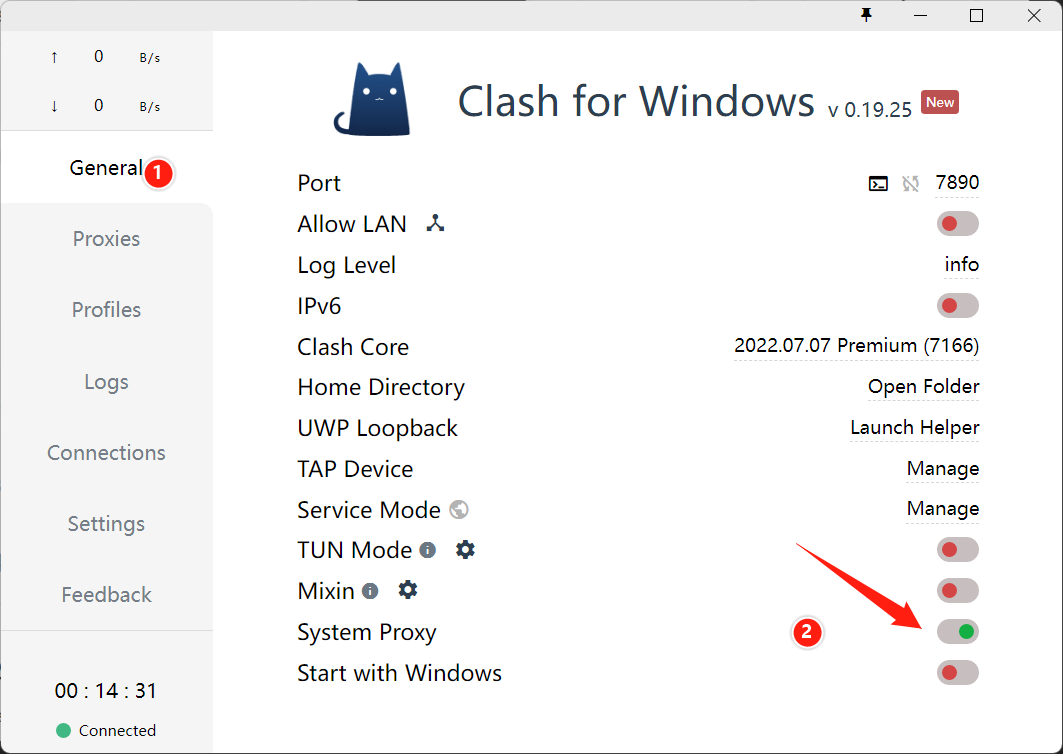 ↑ 0 B/s
↓ 0 B/s
General 1
Proxies
Profiles
Logs
Connections
Settings
Feedback
00 : 14 : 31
Connected
Clash for Windows v 0.19.25 New
Port 7890
Allow LAN
Log Level info
IPv6
Clash Core 2022.07.07 Premium (7166)
Home Directory Open Folder
UWP Loopback Launch Helper
TAP Device Manage
Service Mode Manage
TUN Mode
Mixin
System Proxy 2
Start with Windows